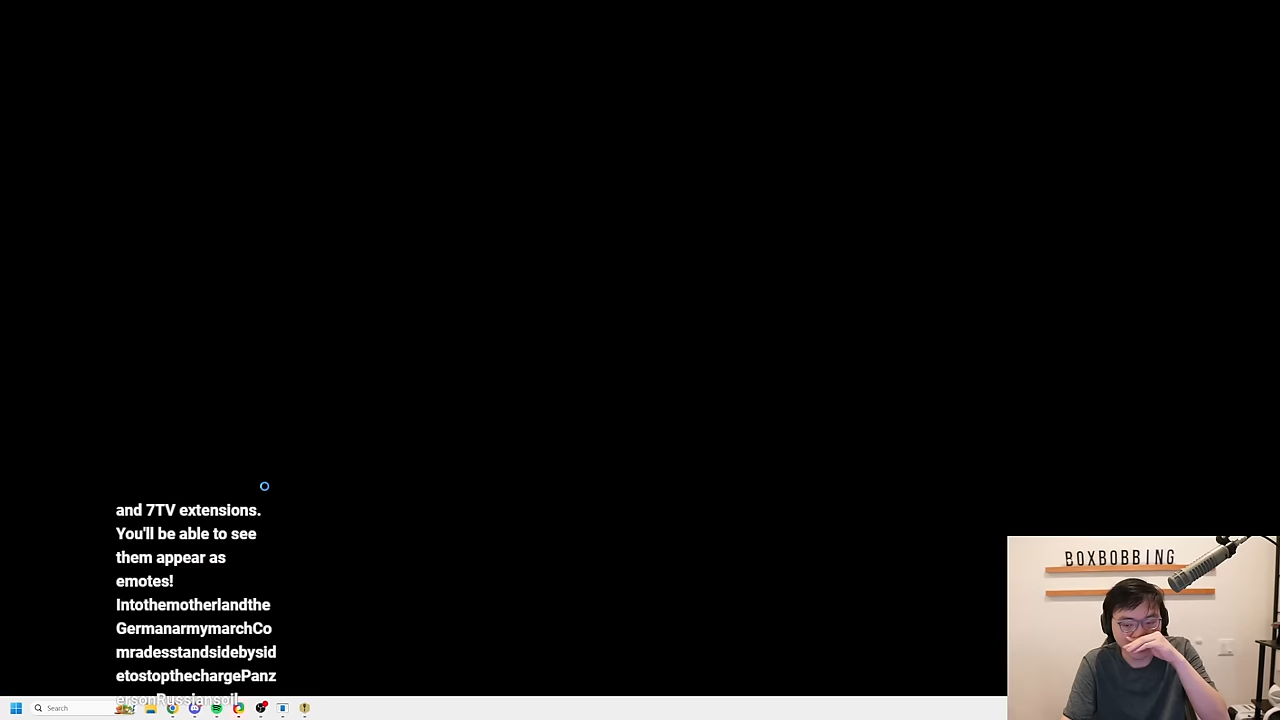 and 7TV extensions.
You'll be able to see
them appear as
emotes!
Intothemotherlandthe
GermanarmymarchCo
mradesstandsidebysid
etostopthechargePanz
ersonRussiansoil
Search
BOXBOBBING